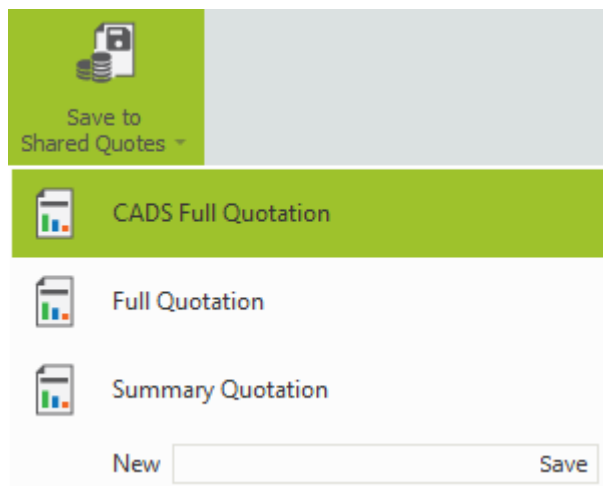 Save to
Shared Quotes
CADS Full Quotation
Full Quotation
Summary Quotation
New Save